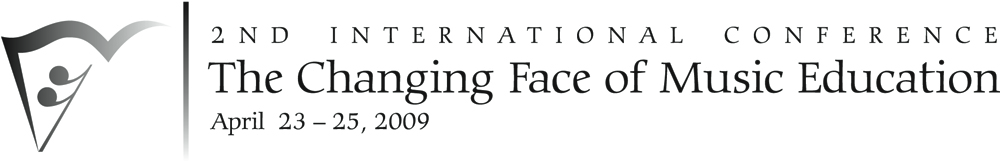 2ND INTERNATIONAL CONFERENCE
The Changing Face of Music Education
April 23 – 25, 2009